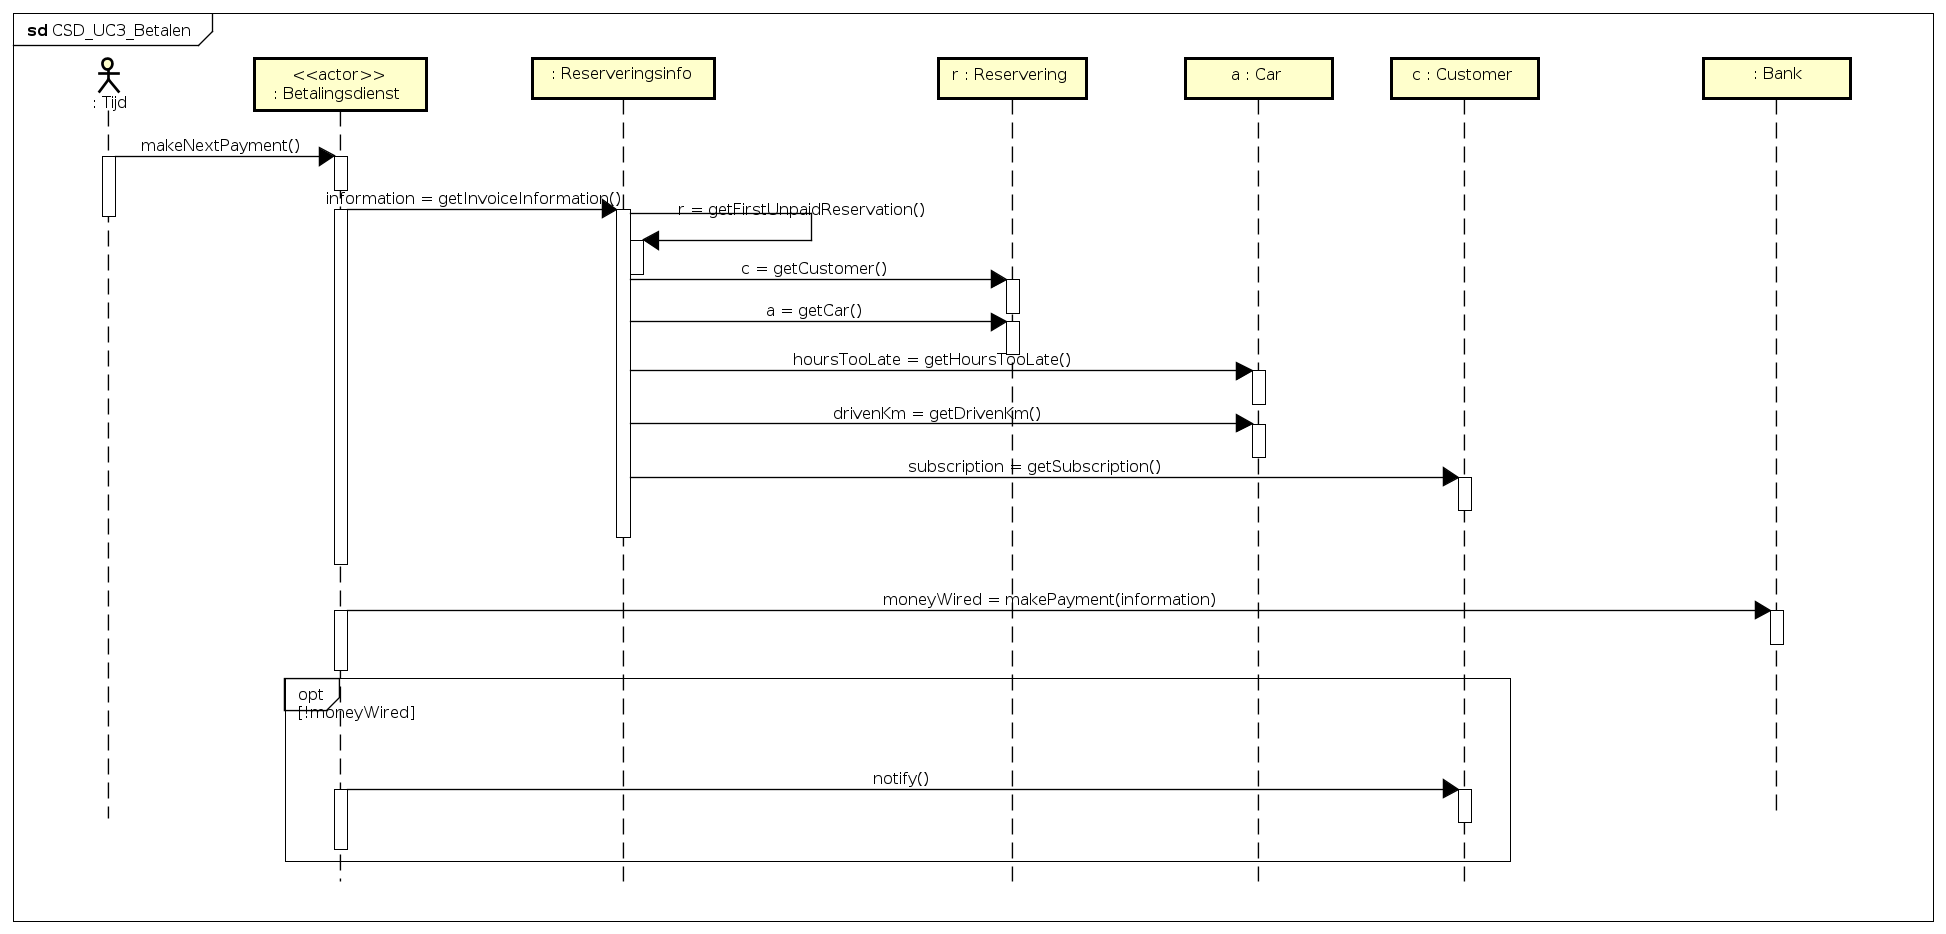 sd CSD_UC3_Betalen
: Tijd
<<actor>>
: Betalingsdienst
: Reserveringsinfo
r : Reservering
a : Car
c : Customer
: Bank
makeNextPayment()
information = getInvoiceInformation()
r = getFirstUnpaidReservation()
c = getCustomer()
a = getCar()
hoursTooLate = getHoursTooLate()
drivenKm = getDrivenKm()
subscription = getSubscription()
moneyWired = makePayment(information)
opt
[!moneyWired]
notify()